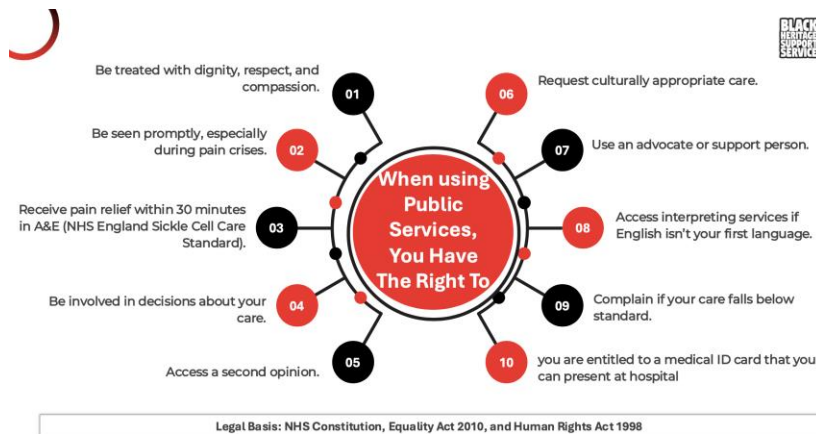 BLACK
HERITAGE
SUPPORT
SERVICE
When using
Public
Services,
You Have
The Right To
01
Be treated with dignity, respect, and
compassion.
02
Be seen promptly, especially
during pain crises.
03
Receive pain relief within 30 minutes
in A&E (NHS England Sickle Cell Care
Standard).
04
Be involved in decisions about your
care.
05
Access a second opinion.
06
Request culturally appropriate care.
07
Use an advocate or support person.
08
Access interpreting services if
English isn't your first language.
09
Complain if your care falls below
standard.
10
you are entitled to a medical ID card that you
can present at hospital
Legal Basis: NHS Constitution, Equality Act 2010, and Human Rights Act 1998